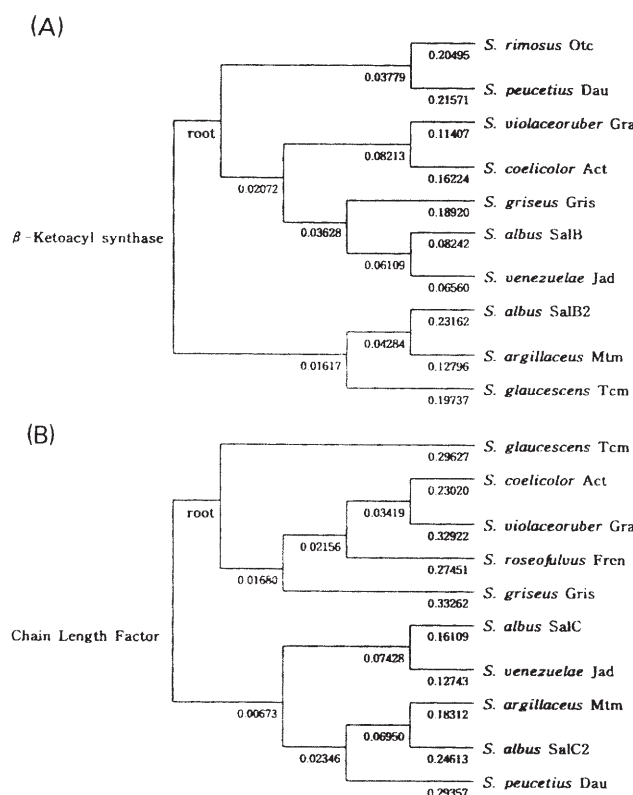 (A)
S. rimosus Otc
0.20495
0.03779
S. peucetius Dau
0.21571
root
S. violaceoruber Gra
0.11407
0.08213
S. coelicolor Act
0.16224
0.02072
S. griseus Gris
0.18920
0.03628
S. albus SalB
0.08242
β-Ketoacyl synthase
0.06109
S. venezuelae Jad
0.06560
S. albus SalB2
0.23162
0.04284
S. argillaceus Mtm
0.12796
0.01617
S. glaucescens Tcm
0.19737
(B)
S. glaucescens Tcm
0.29627
S. coelicolor Act
0.23020
root
0.03419
S. violaceoruber Gra
0.32922
0.02156
S. roseofulvus Fren
0.27451
0.01680
S. griseus Gris
0.33262
S. albus SalC
0.16109
Chain Length Factor
0.07428
S. venezuelae Jad
0.12743
0.00673
S. argillaceus Mtm
0.18312
0.06950
S. albus SalC2
0.24613
0.02346
S. peucetius Dau
0.29357